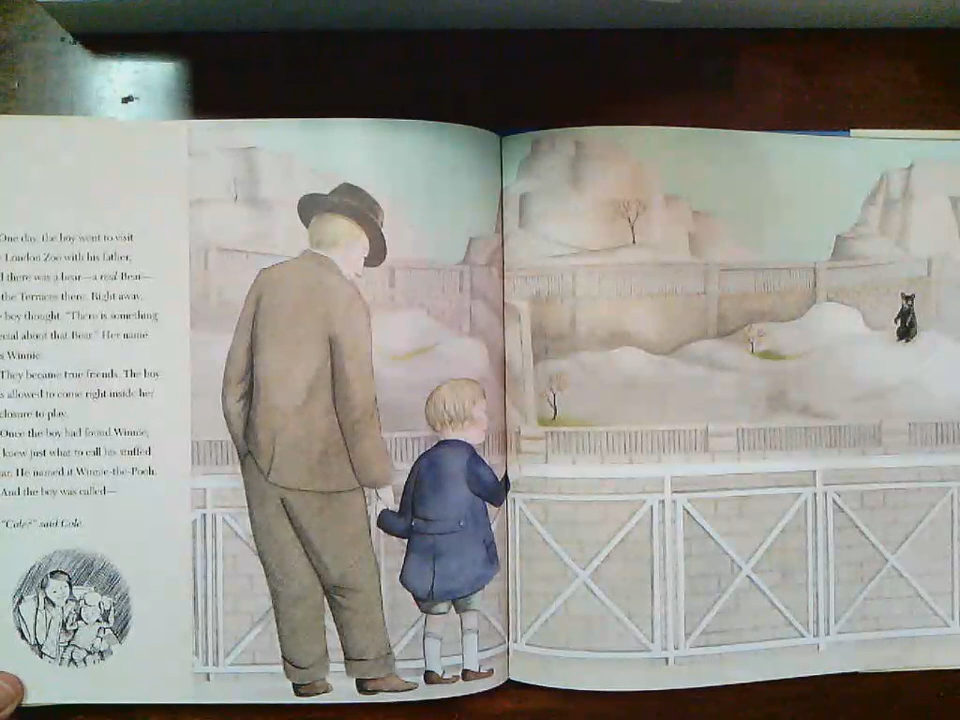 One day, the boy went to visit
London Zoo with his father,
there was a bear—a real Bear—
the Terraces there. Right away,
boy thought, "There is something
about that Bear." Her name
Winnie.
They became true friends. The boy
allowed to come right inside her
closure to play.
Once the boy had found Winnie,
knew just what to call his stuffed
ar. He named it Winnie-the-Pooh.
And the boy was called—
"Cole?" said Cole.